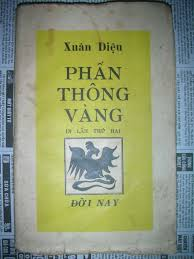 Xuân Diệu
PHẤN
THÔNG
VÀNG
IN LẦN THỨ HAI
ĐỜI NAY